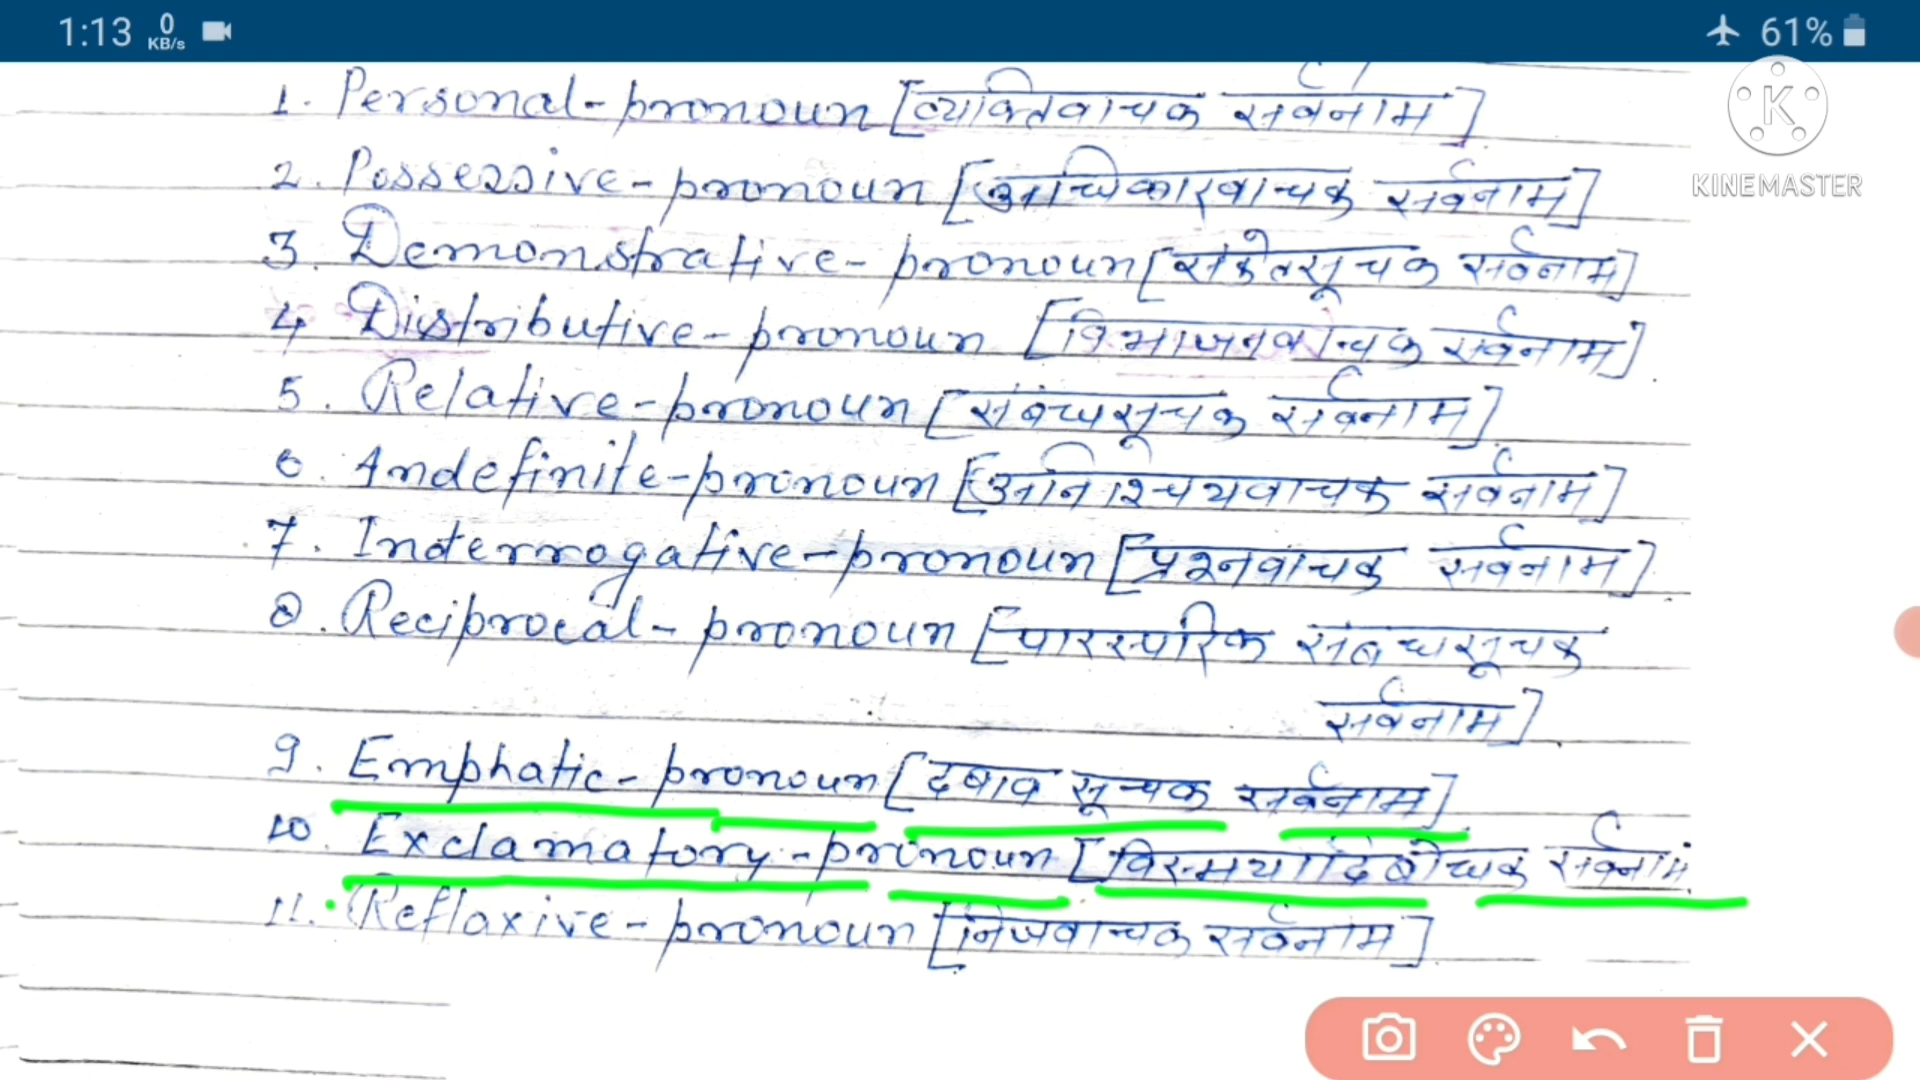 1:13 0 KB/s 61%
1. Personal-pronoun [व्यक्तिवाचक सर्वनाम]
KINEMASTER
2. Possessive-pronoun [अधिकारवाचक सर्वनाम]
3. Demonstrative-pronoun [संकेतसूचक सर्वनाम]
4 Distributive-pronoun [विभाजनवाचक सर्वनाम]
5. Relative-pronoun [संबंधसूचक सर्वनाम]
6. Indefinite-pronoun [अनिश्चयवाचक सर्वनाम]
7. Interrogative-pronoun [प्रश्नवाचक सर्वनाम]
8. Reciprocal-pronoun [पारस्परिक संबंधसूचक
सर्वनाम]
9. Emphatic-pronoun [दबाव सूचक सर्वनाम]
10. Exclamatory-pronoun [विस्मयादिबोधक सर्वनाम
11. Reflaxive-pronoun [निजवाचक सर्वनाम]